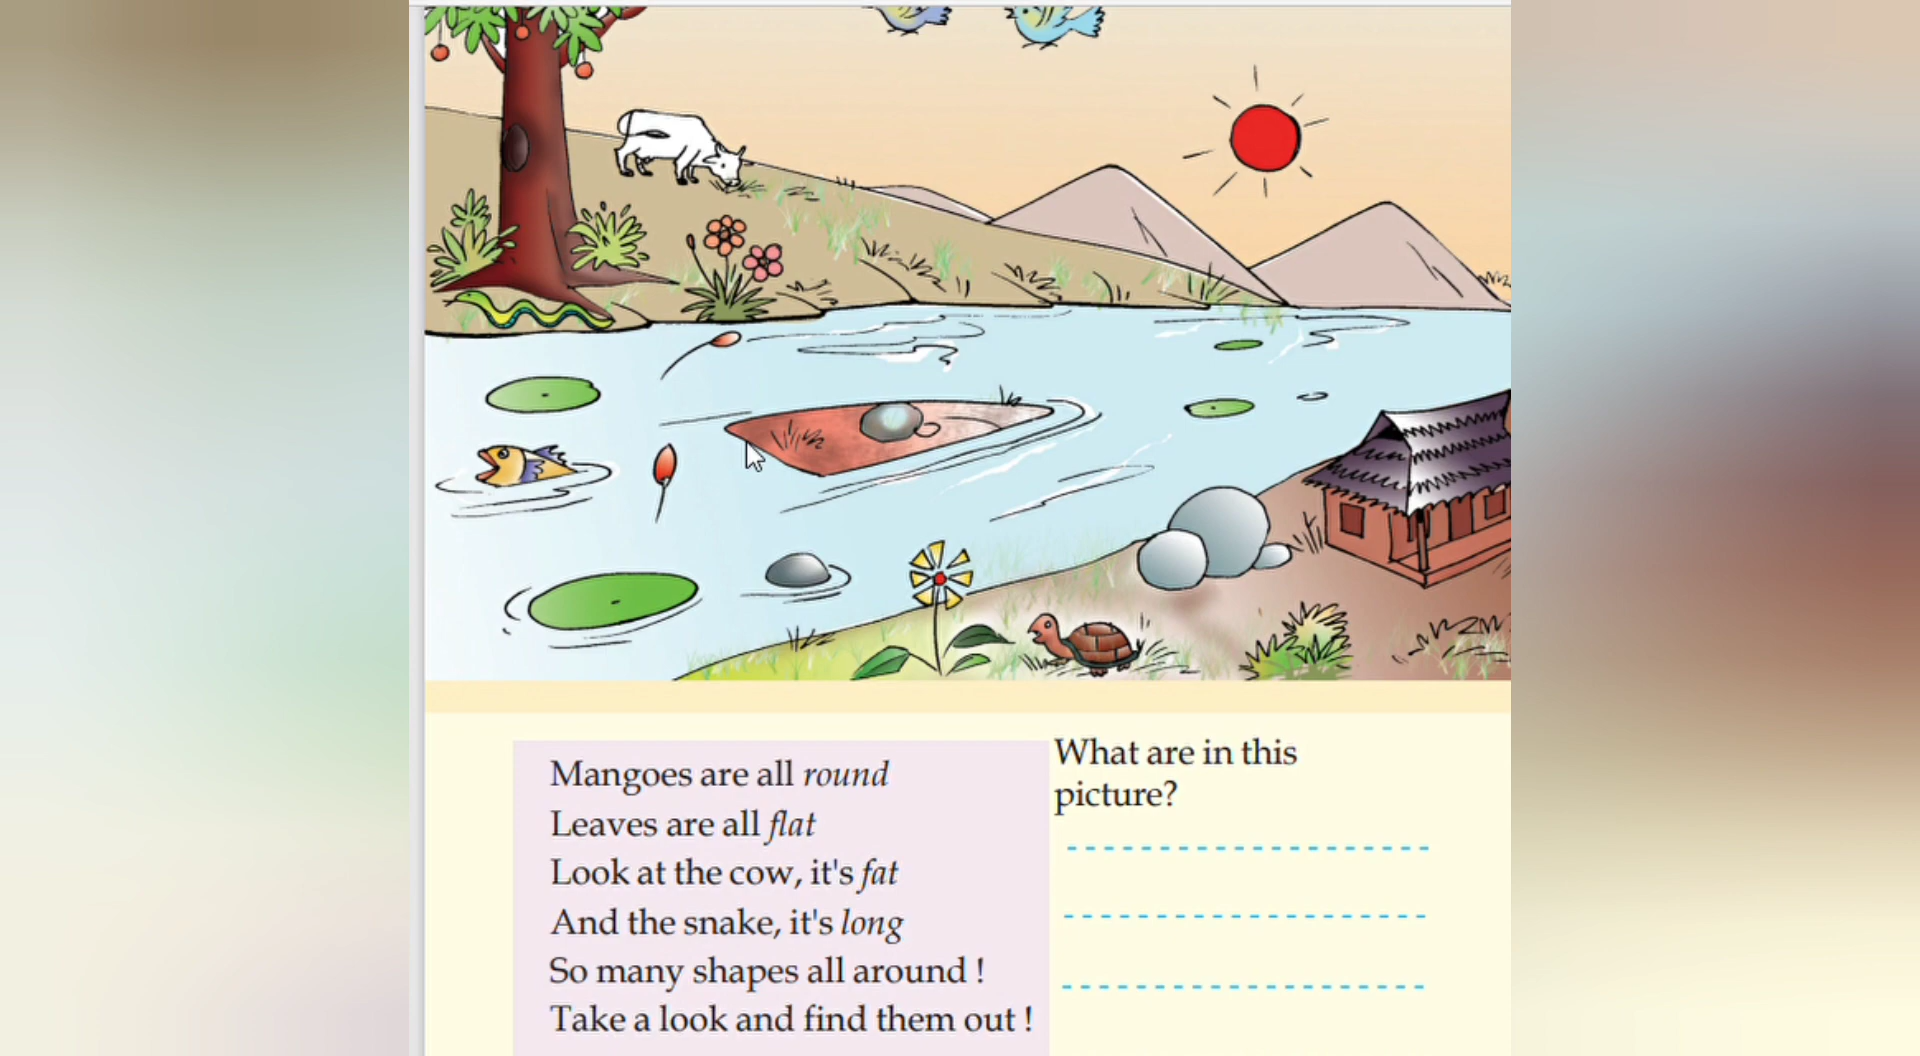 Mangoes are all round
Leaves are all flat
Look at the cow, it's fat
And the snake, it's long
So many shapes all around !
Take a look and find them out !
What are in this
picture?